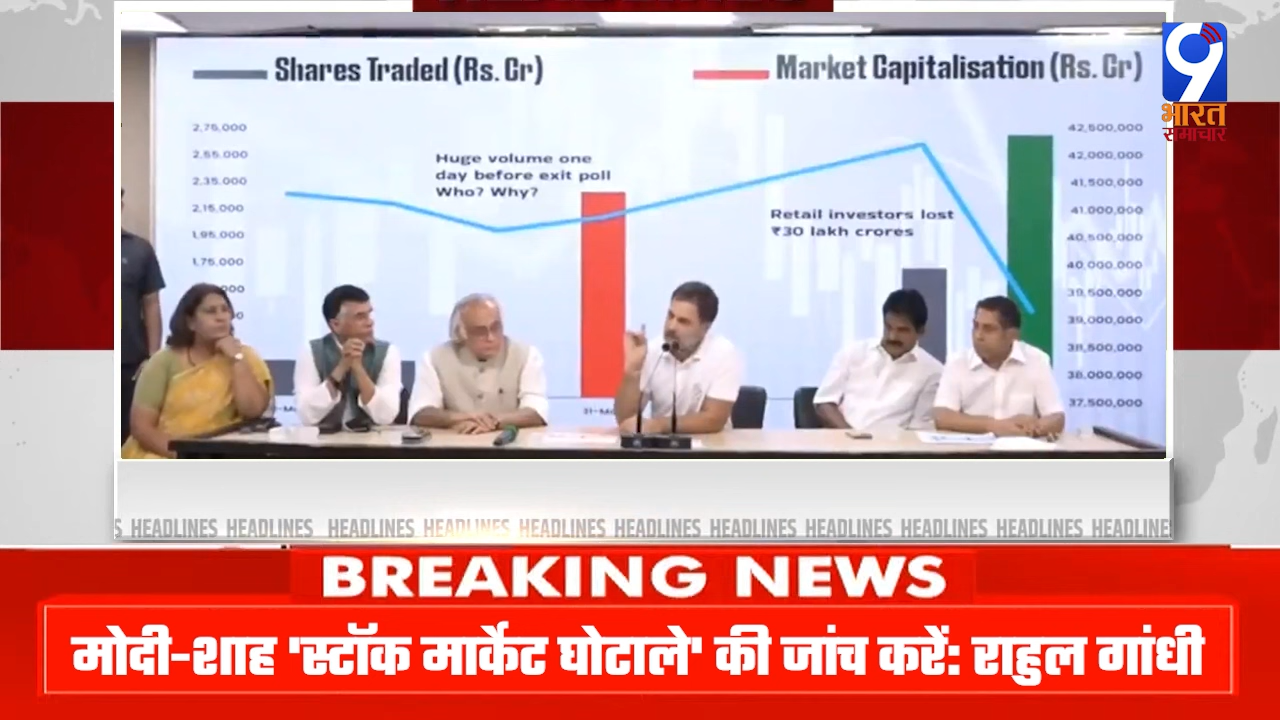 Shares Traded (Rs. Cr)
Market Capitalisation (Rs. Cr)
9
भारत
समाचार
2,75,000
2,55,000
2,35,000
2,15,000
1,95,000
1,75,000
Huge volume one
day before exit poll
Who? Why?
Retail investors lost
₹30 lakh crores
42,500,000
42,000,000
41,500,000
41,000,000
40,500,000
40,000,000
39,500,000
39,000,000
38,500,000
38,000,000
37,500,000
HEADLINES HEADLINES HEADLINES HEADLINES HEADLINES HEADLINES HEADLINES HEADLINES HEADLINES HEADLINES HEADLINE
BREAKING NEWS
मोदी-शाह 'स्टॉक मार्केट घोटाले' की जांच करें: राहुल गांधी